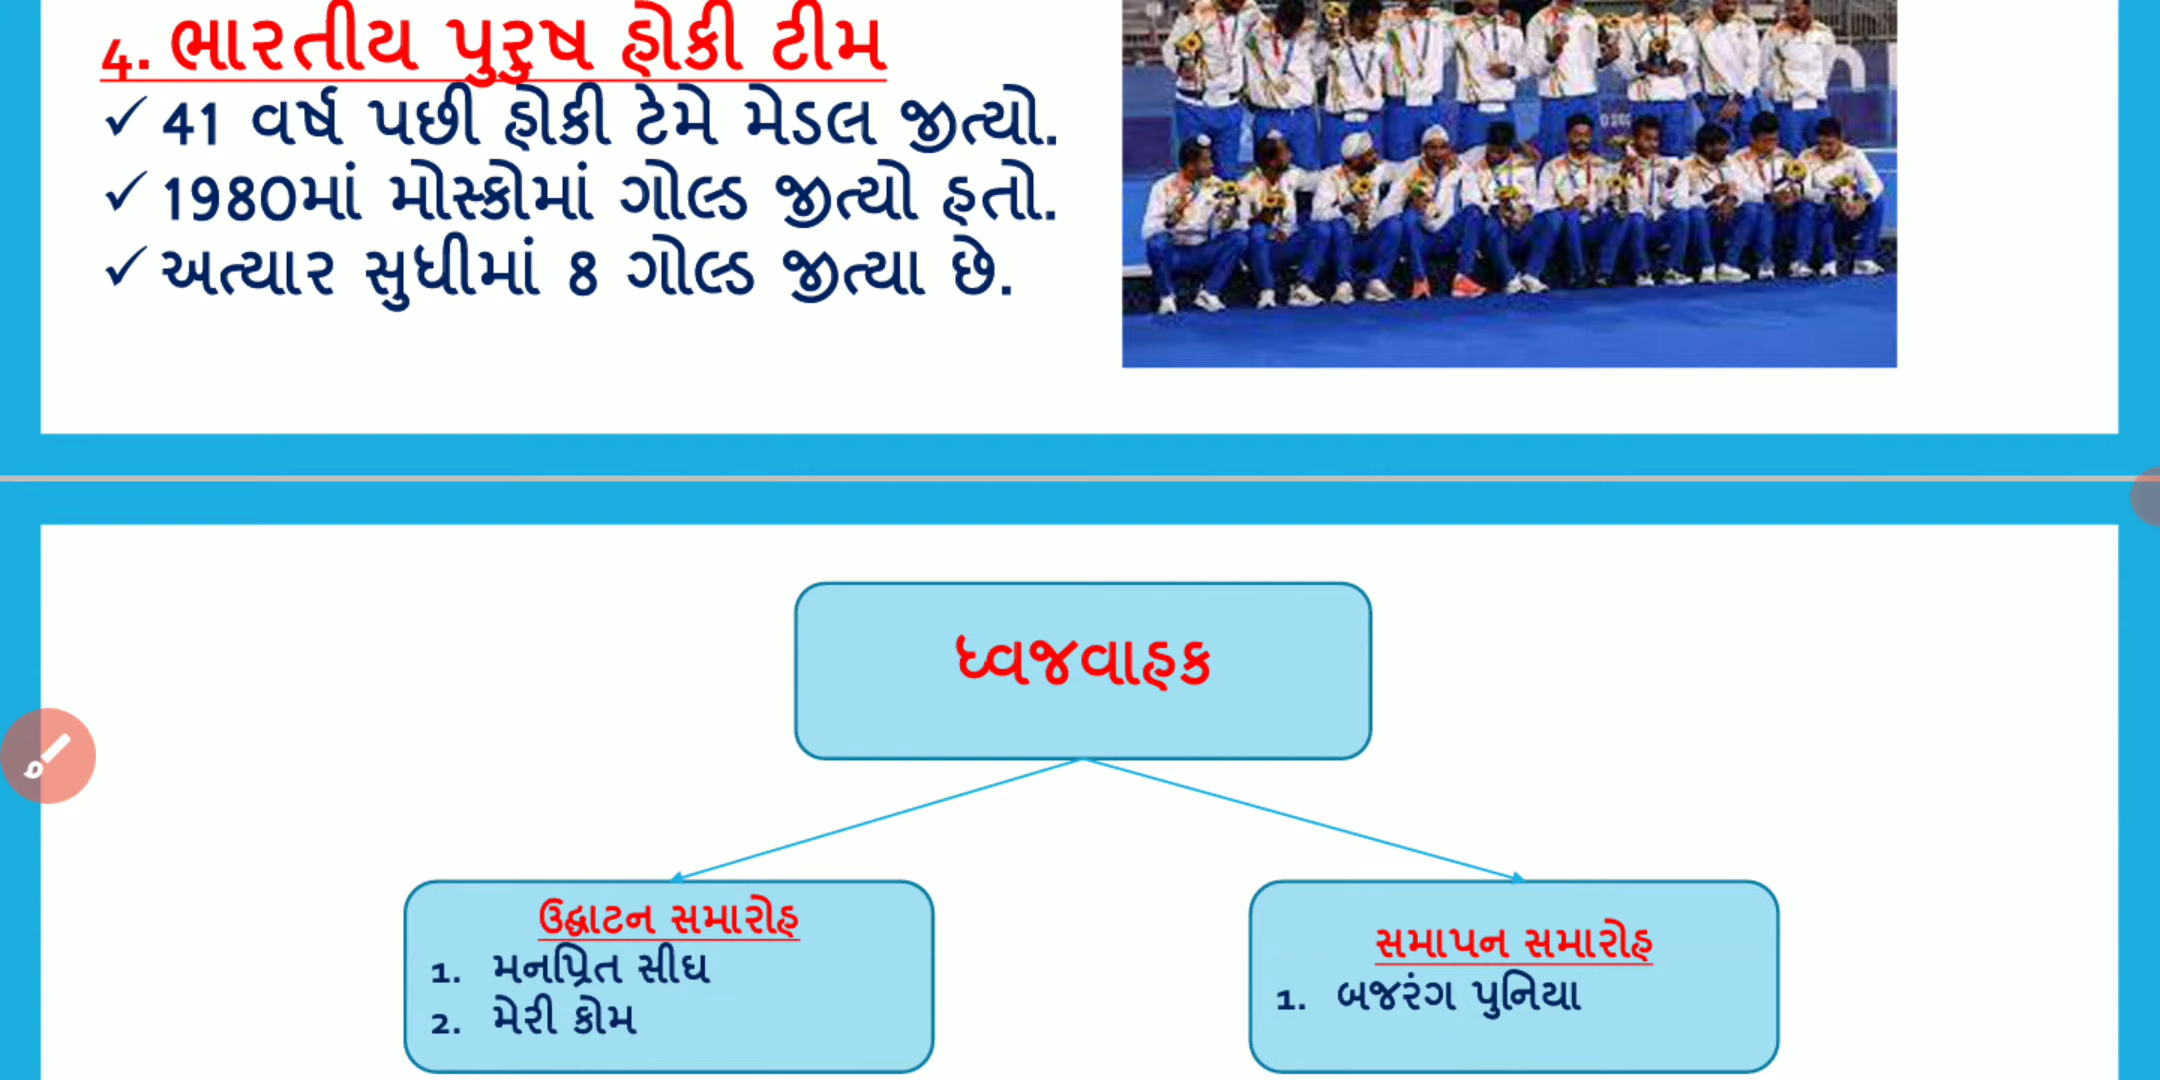 4. ભારતીય પુરુષ હોકી ટીમ
✓ 41 વર્ષ પછી હોકી ટેમે મેડલ જીત્યો.
✓ 1980માં મોસ્કોમાં ગોલ્ડ જીત્યો હતો.
✓ અત્યાર સુધીમાં 8 ગોલ્ડ જીત્યા છે.
ધ્વજવાહક
ઉદ્ઘાટન સમારોહ
1. મનપ્રિત સીઘ
2. મેરી કોમ
સમાપન સમારોહ
1. બજરંગ પુનિયા